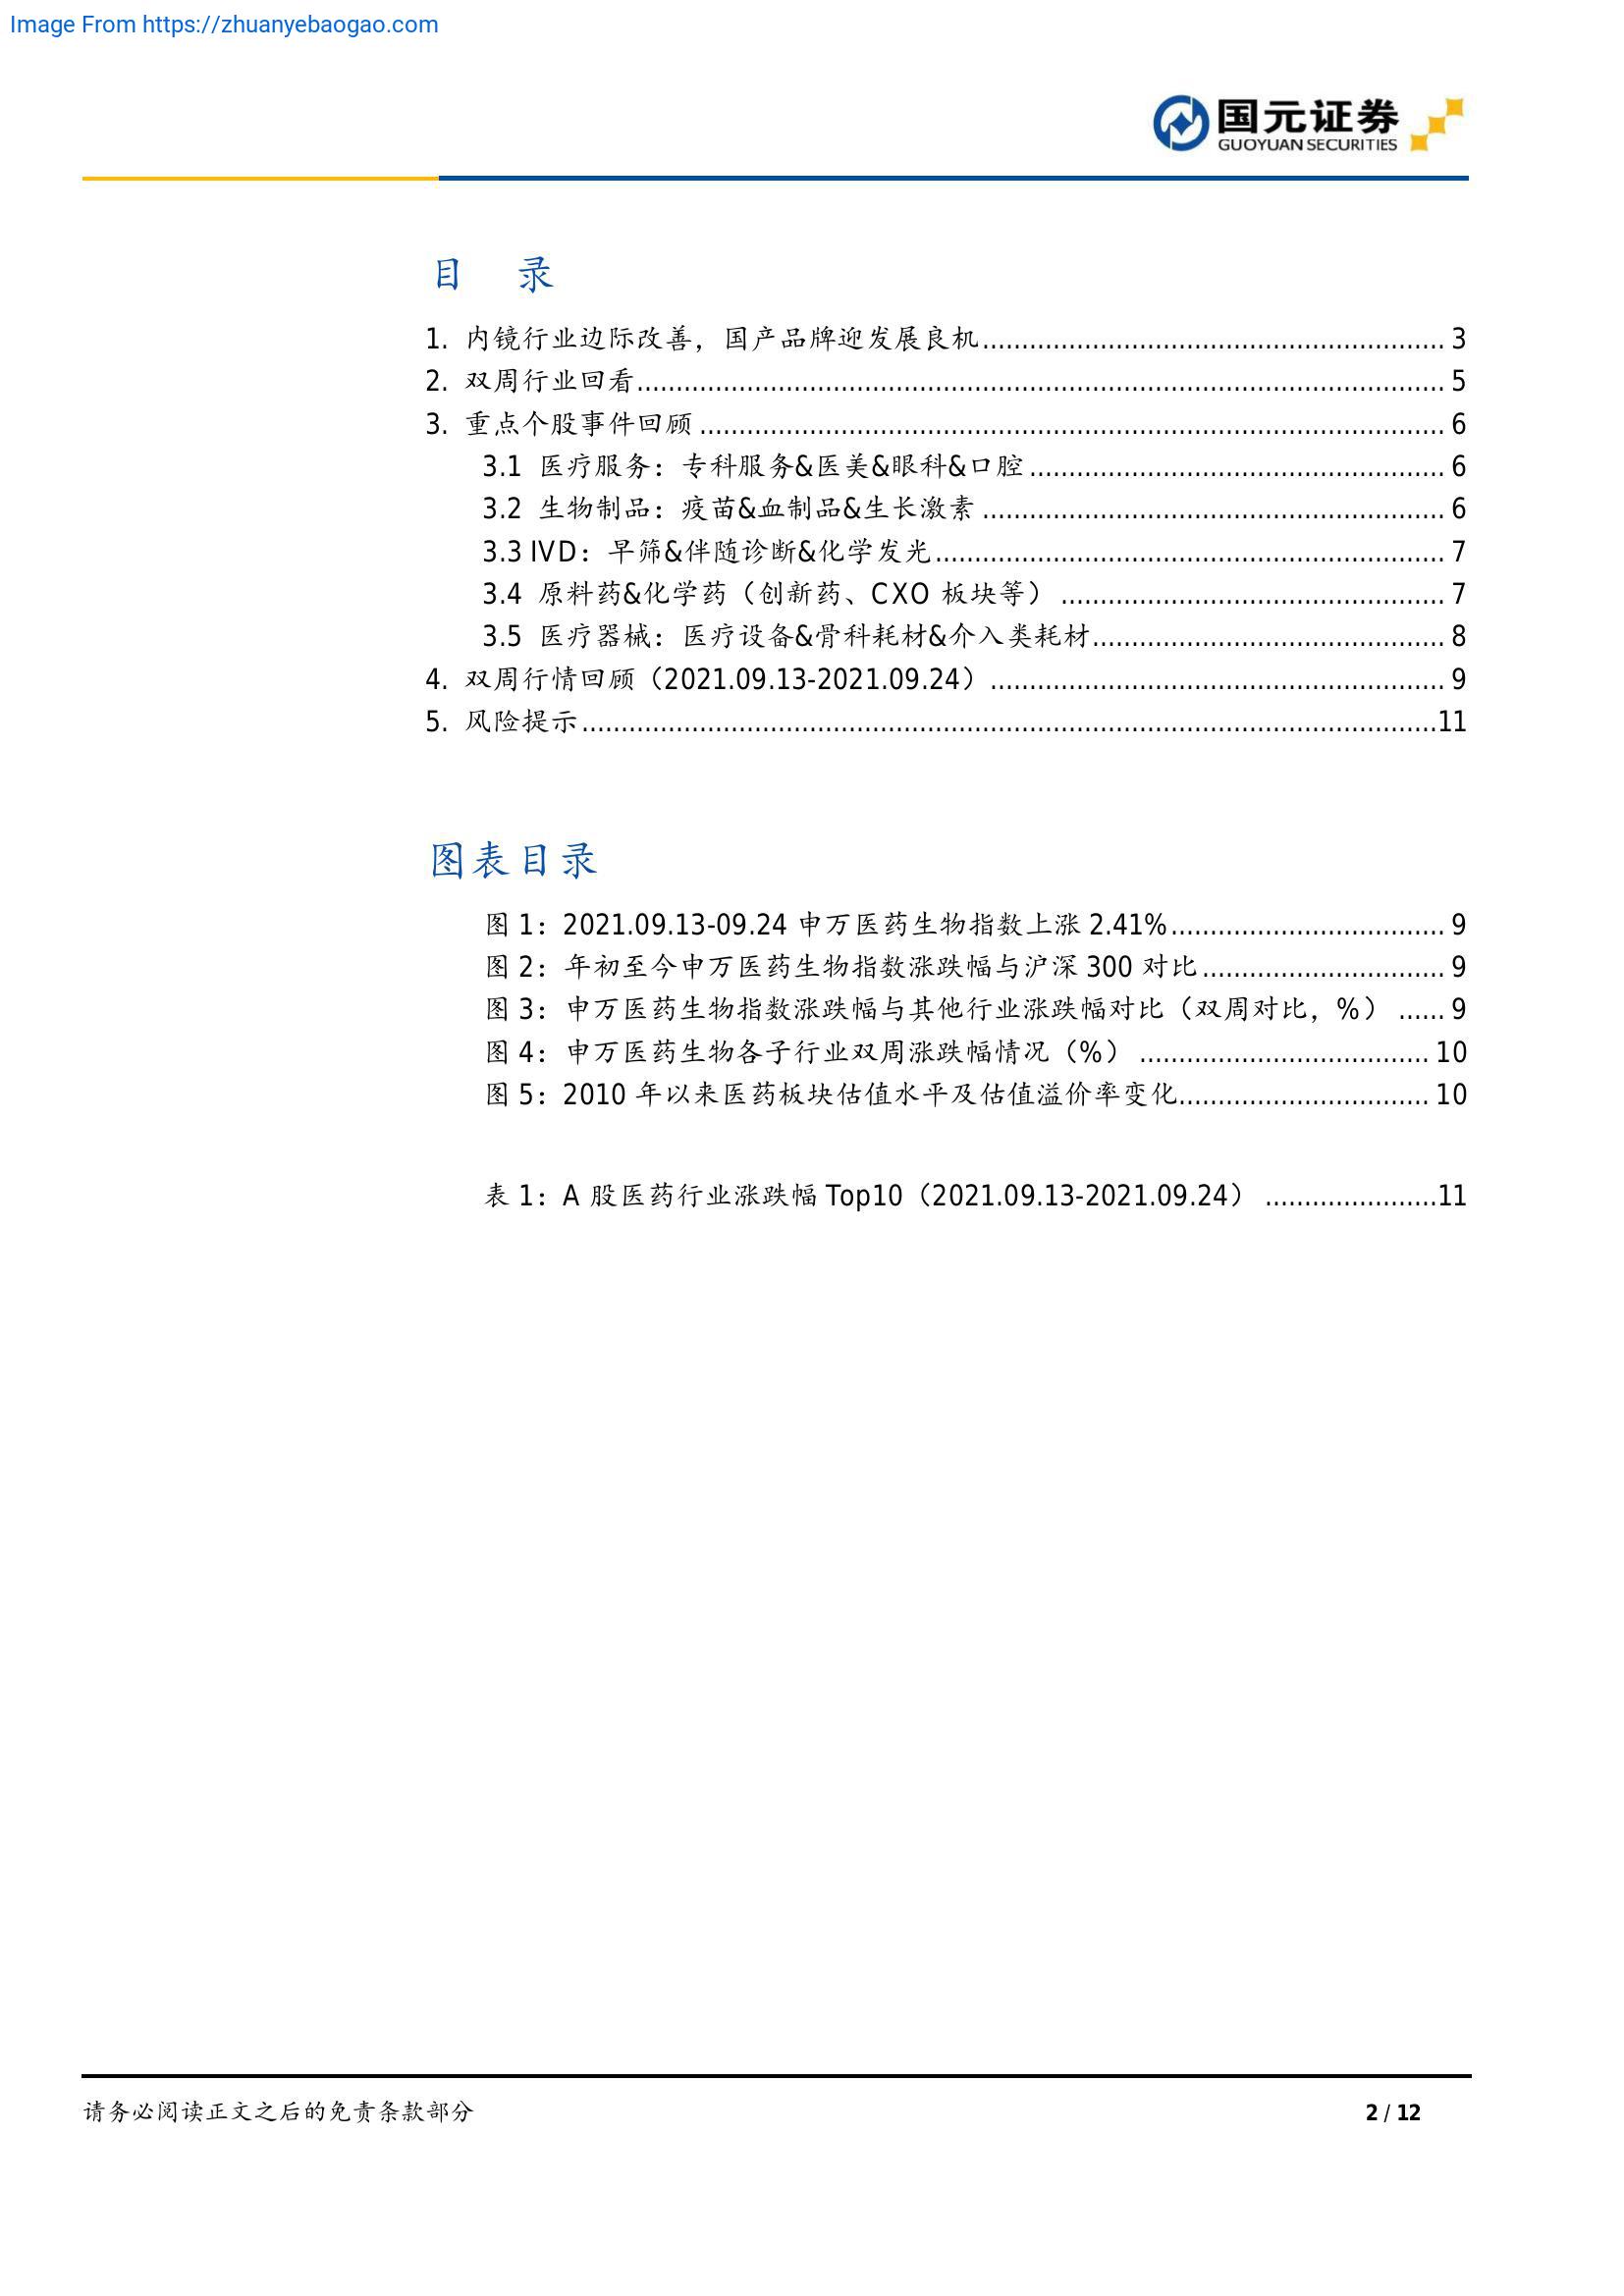 Image From https://zhuanyebaogao.com
国元证券
GUOYUAN SECURITIES
目 录
1. 内镜行业边际改善，国产品牌迎发展良机........................................................... 3
2. 双周行业回看....................................................................................................... 5
3. 重点个股事件回顾 ............................................................................................... 6
3.1 医疗服务：专科服务&医美&眼科&口腔..................................................... 6
3.2 生物制品：疫苗&血制品&生长激素 ........................................................... 6
3.3 IVD：早筛&伴随诊断&化学发光................................................................. 7
3.4 原料药&化学药（创新药、CXO 板块等） ................................................. 7
3.5 医疗器械：医疗设备&骨科耗材&介入类耗材............................................. 8
4. 双周行情回顾（2021.09.13-2021.09.24）.......................................................... 9
5. 风险提示.............................................................................................................11
图表目录
图 1：2021.09.13-09.24 申万医药生物指数上涨 2.41%................................... 9
图 2：年初至今申万医药生物指数涨跌幅与沪深 300 对比............................... 9
图 3：申万医药生物指数涨跌幅与其他行业涨跌幅对比（双周对比，%） ...... 9
图 4：申万医药生物各子行业双周涨跌幅情况（%） ..................................... 10
图 5：2010 年以来医药板块估值水平及估值溢价率变化................................ 10
表 1：A 股医药行业涨跌幅 Top10（2021.09.13-2021.09.24） ......................11
请务必阅读正文之后的免责条款部分
2 / 12